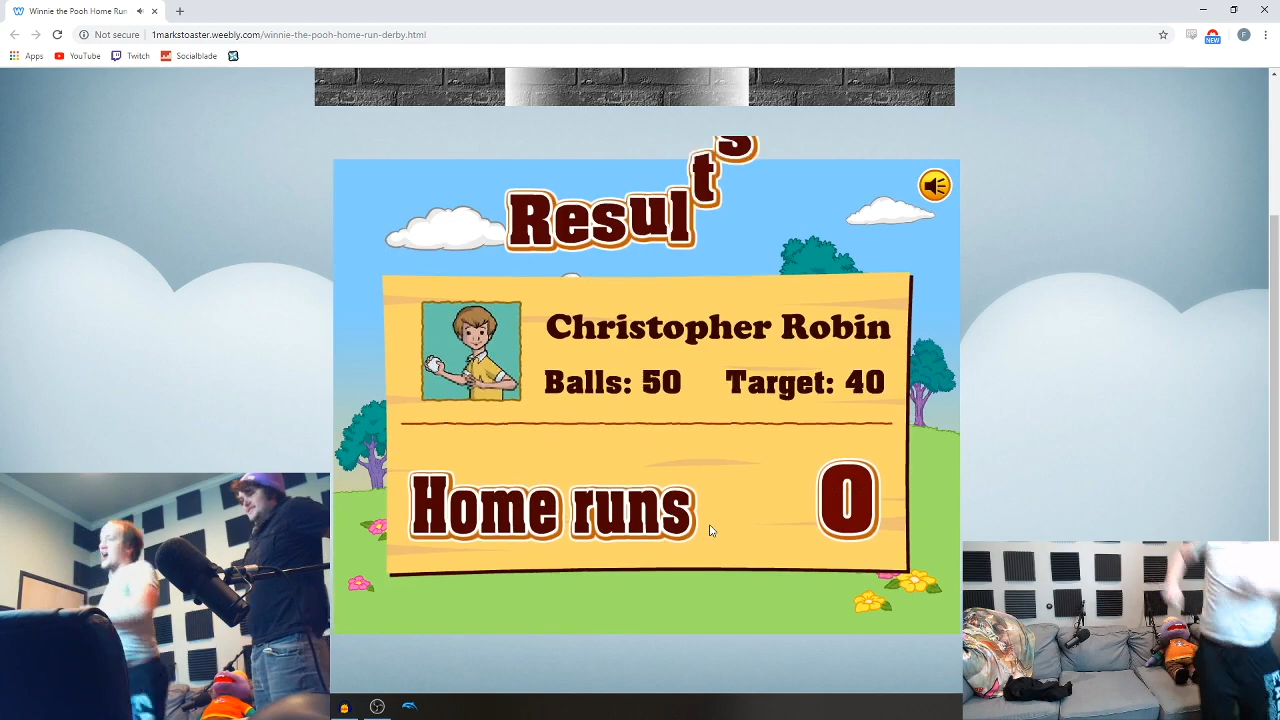 Winnie the Pooh Home Run
Not secure | 1markstoaster.weebly.com/winnie-the-pooh-home-run-derby.html
F
NEW
Apps YouTube Twitch Socialblade
Results
Christopher Robin
Balls: 50 Target: 40
Home runs 0